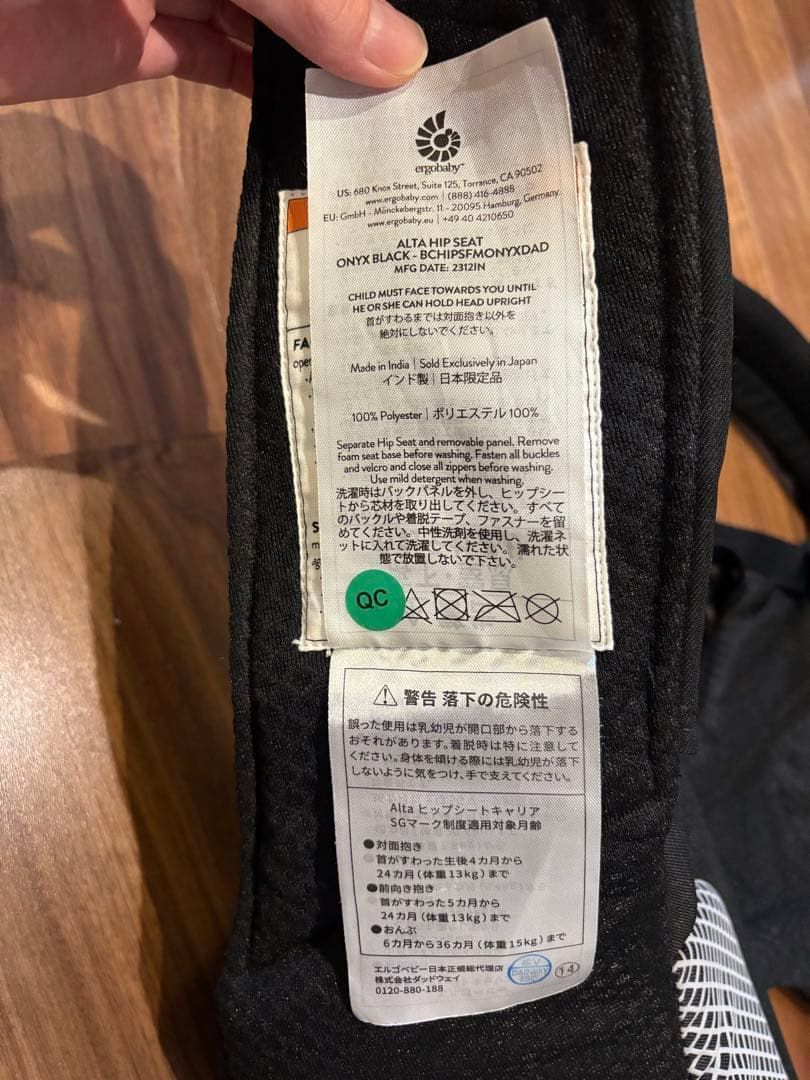 ergobaby
US: 680 Knox Street, Suite 125, Torrance, CA 90502
www.ergobaby.com | (888) 416-4888
EU: GmbH - Mönckebergstr. 11 - 20095 Hamburg, Germany
www.ergobaby.eu | +49 40 4210650
ALTA HIP SEAT
ONYX BLACK - BCHIPSFMONYXDAD
MFG DATE: 2312IN
CHILD MUST FACE TOWARDS YOU UNTIL
HE OR SHE CAN HOLD HEAD UPRIGHT
首がすわるまでは対面抱き以外を
絶対にしないでください。
Made in India | Sold Exclusively in Japan
インド製 | 日本限定品
100% Polyester | ポリエステル 100%
Separate Hip Seat and removable panel. Remove
foam seat base before washing. Fasten all buckles
and velcro and close all zippers before washing.
Use mild detergent when washing.
洗濯時はバックパネルを外し、ヒップシー
トから芯材を取り出してください。すべて
のバックルや着脱テープ、ファスナーを留
めてください。中性洗剤を使用し、洗濯ネ
ットに入れて洗濯してください。濡れた状
態で放置しないで下さい。
QC
FA
ope
S
m
警告 落下の危険性
誤った使用は乳幼児が開口部から落下する
おそれがあります。着脱時は特に注意して
ください。身体を傾ける際には乳幼児が落下
しないように気をつけ、手で支えてください。
Alta ヒップシートキャリア
SGマーク制度適用対象月齢
●対面抱き
首がすわった生後4カ月から
24カ月(体重13kg)まで
●前向き抱き
首がすわった5カ月から
24カ月(体重13kg)まで
●おんぶ
6カ月から36カ月(体重15kg)まで
エルゴベビー日本正規総代理店
株式会社ダッドウェイ
0120-880-188
14